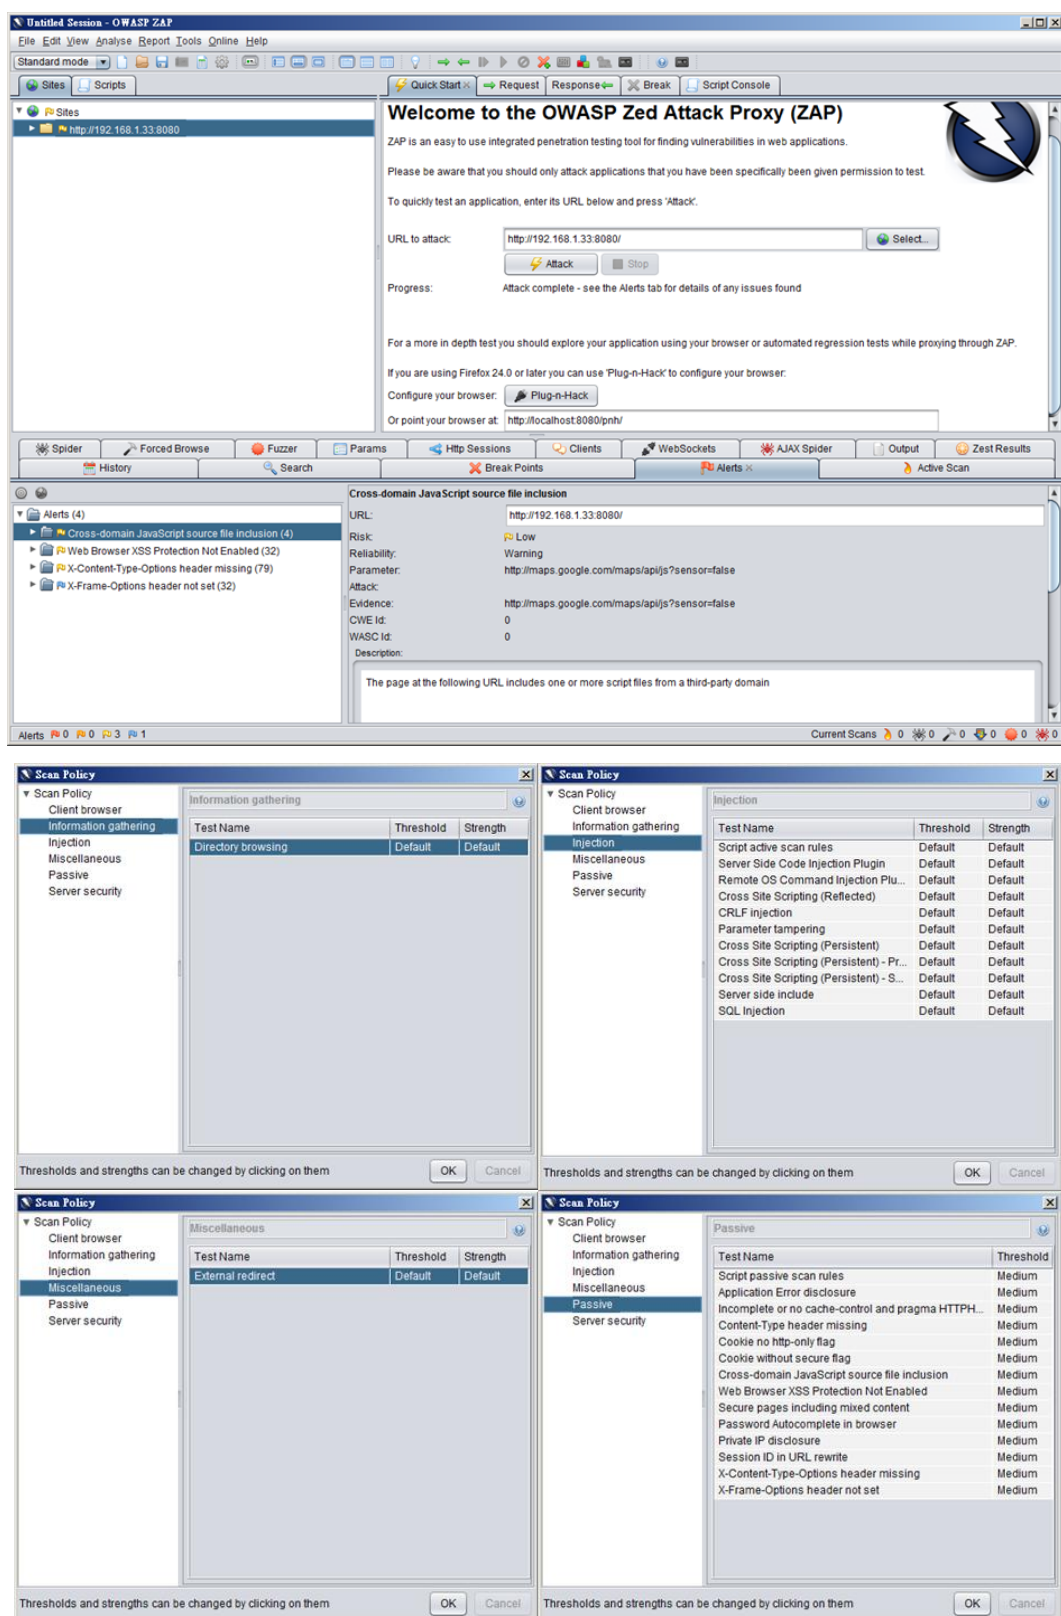 Untitled Session - OWASP ZAP
File Edit View Analyse Report Tools Online Help
Standard mode
Sites Scripts
Quick Start Request Response Break Script Console
Sites
http://192.168.1.33:8080
Welcome to the OWASP Zed Attack Proxy (ZAP)
ZAP is an easy to use integrated penetration testing tool for finding vulnerabilities in web applications.
Please be aware that you should only attack applications that you have been specifically been given permission to test.
To quickly test an application, enter its URL below and press 'Attack'.
URL to attack: http://192.168.1.33:8080/ Select...
Attack Stop
Progress: Attack complete - see the Alerts tab for details of any issues found
For a more in depth test you should explore your application using your browser or automated regression tests while proxying through ZAP.
If you are using Firefox 24.0 or later you can use 'Plug-n-Hack' to configure your browser:
Configure your browser: Plug-n-Hack
Or point your browser at: http://localhost:8080/pnh/
Spider Forced Browse Fuzzer Params Http Sessions Clients WebSockets AJAX Spider Output Zest Results
History Search Break Points Alerts Active Scan
Alerts (4)
Cross-domain JavaScript source file inclusion (4)
Web Browser XSS Protection Not Enabled (32)
X-Content-Type-Options header missing (79)
X-Frame-Options header not set (32)
Cross-domain JavaScript source file inclusion
URL: http://192.168.1.33:8080/
Risk: Low
Reliability: Warning
Parameter: http://maps.google.com/maps/api/js?sensor=false
Attack:
Evidence: http://maps.google.com/maps/api/js?sensor=false
CWE Id: 0
WASC Id: 0
Description:
The page at the following URL includes one or more script files from a third-party domain
Alerts 0 0 3 1
Current Scans 0 0 0 0 0 0
Scan Policy
Scan Policy
Client browser
Information gathering
Injection
Miscellaneous
Passive
Server security
Information gathering
Test Name Threshold Strength
Directory browsing Default Default
Thresholds and strengths can be changed by clicking on them OK Cancel
Scan Policy
Scan Policy
Client browser
Information gathering
Injection
Miscellaneous
Passive
Server security
Injection
Test Name Threshold Strength
Script active scan rules Default Default
Server Side Code Injection Plugin Default Default
Remote OS Command Injection Plu... Default Default
Cross Site Scripting (Reflected) Default Default
CRLF injection Default Default
Parameter tampering Default Default
Cross Site Scripting (Persistent) Default Default
Cross Site Scripting (Persistent) - Pr... Default Default
Cross Site Scripting (Persistent) - S... Default Default
Server side include Default Default
SQL Injection Default Default
Thresholds and strengths can be changed by clicking on them OK Cancel
Scan Policy
Scan Policy
Client browser
Information gathering
Injection
Miscellaneous
Passive
Server security
Miscellaneous
Test Name Threshold Strength
External redirect Default Default
Thresholds and strengths can be changed by clicking on them OK Cancel
Scan Policy
Scan Policy
Client browser
Information gathering
Injection
Miscellaneous
Passive
Server security
Passive
Test Name Threshold
Script passive scan rules Medium
Application Error disclosure Medium
Incomplete or no cache-control and pragma HTTPH... Medium
Content-Type header missing Medium
Cookie no http-only flag Medium
Cookie without secure flag Medium
Cross-domain JavaScript source file inclusion Medium
Web Browser XSS Protection Not Enabled Medium
Secure pages including mixed content Medium
Password Autocomplete in browser Medium
Private IP disclosure Medium
Session ID in URL rewrite Medium
X-Content-Type-Options header missing Medium
X-Frame-Options header not set Medium
Thresholds and strengths can be changed by clicking on them OK Cancel